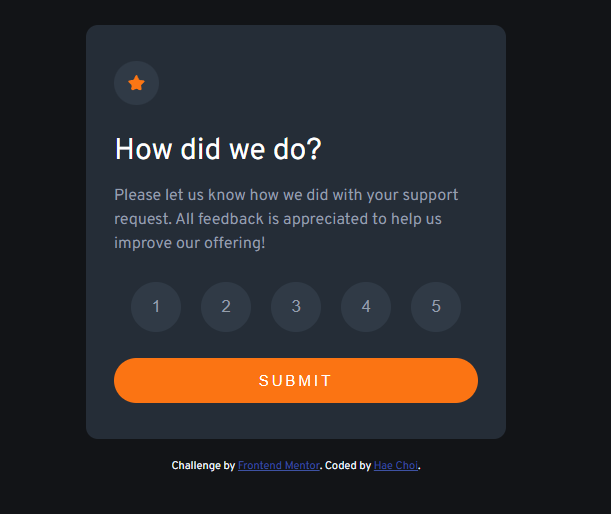 How did we do?
Please let us know how we did with your support
request. All feedback is appreciated to help us
improve our offering!
1 2 3 4 5
SUBMIT
Challenge by Frontend Mentor. Coded by Hae Choi.